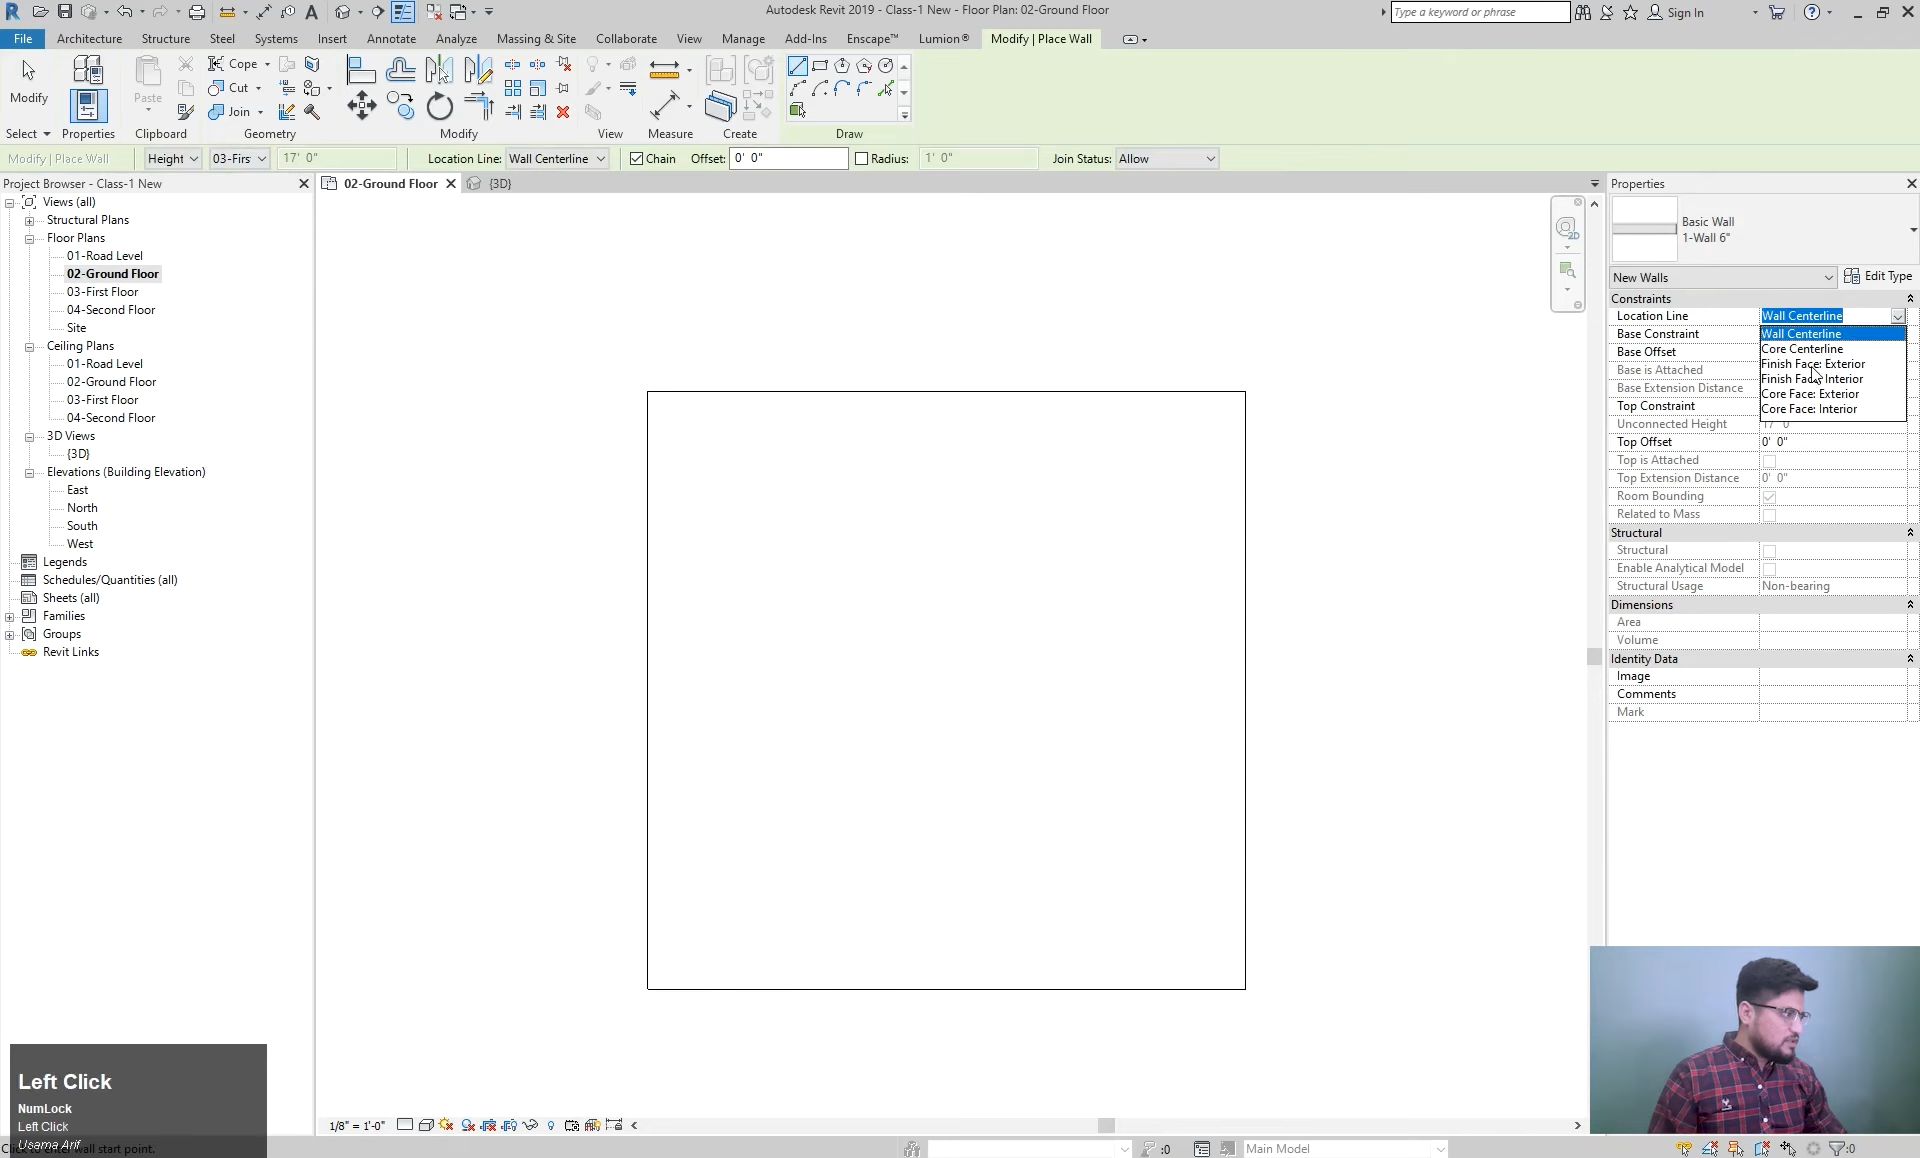 Autodesk Revit 2019 - Class-1 New - Floor Plan: 02-Ground Floor
Type a keyword or phrase
Sign In
File Architecture Structure Steel Systems Insert Annotate Analyze Massing & Site Collaborate View Manage Add-Ins Enscape™ Lumion® Modify | Place Wall
Modify
Paste
Cope
Cut
Join
Select Properties Clipboard Geometry Modify View Measure Create Draw
Modify | Place Wall Height 03-Firs 17' 0" Location Line: Wall Centerline Chain Offset: 0' 0" Radius: 1' 0" Join Status: Allow
Project Browser - Class-1 New
Views (all)
Structural Plans
Floor Plans
01-Road Level
02-Ground Floor
03-First Floor
04-Second Floor
Site
Ceiling Plans
01-Road Level
02-Ground Floor
03-First Floor
04-Second Floor
3D Views
{3D}
Elevations (Building Elevation)
East
North
South
West
Legends
Schedules/Quantities (all)
Sheets (all)
Families
Groups
Revit Links
02-Ground Floor {3D}
2D
Properties
Basic Wall
1-Wall 6"
New Walls Edit Type
Constraints
Location Line Wall Centerline
Base Constraint
Base Offset
Base is Attached
Base Extension Distance
Top Constraint
Wall Centerline
Core Centerline
Finish Face: Exterior
Finish Face: Interior
Core Face: Exterior
Core Face: Interior
Unconnected Height 17' 0"
Top Offset 0' 0"
Top is Attached
Top Extension Distance 0' 0"
Room Bounding
Related to Mass
Structural
Structural
Enable Analytical Model
Structural Usage Non-bearing
Dimensions
Area
Volume
Identity Data
Image
Comments
Mark
Left Click
NumLock
Left Click
Usama Arif
Click to enter wall start point.
1/8" = 1'-0"
:0 Main Model :0